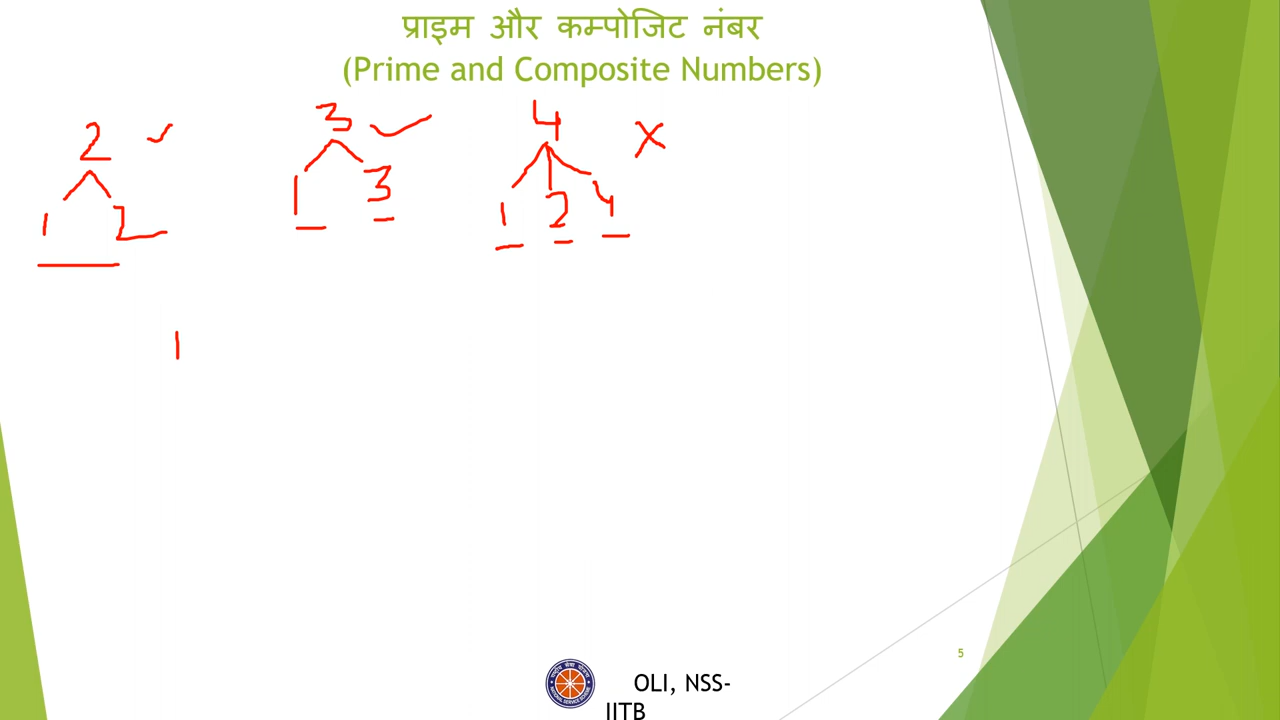 प्राइम और कम्पोजिट नंबर
(Prime and Composite Numbers)
2 ✓ 3 ✓ 4 X
1 2 1 3 1 2 4
1
5
OLI, NSS-
IITB